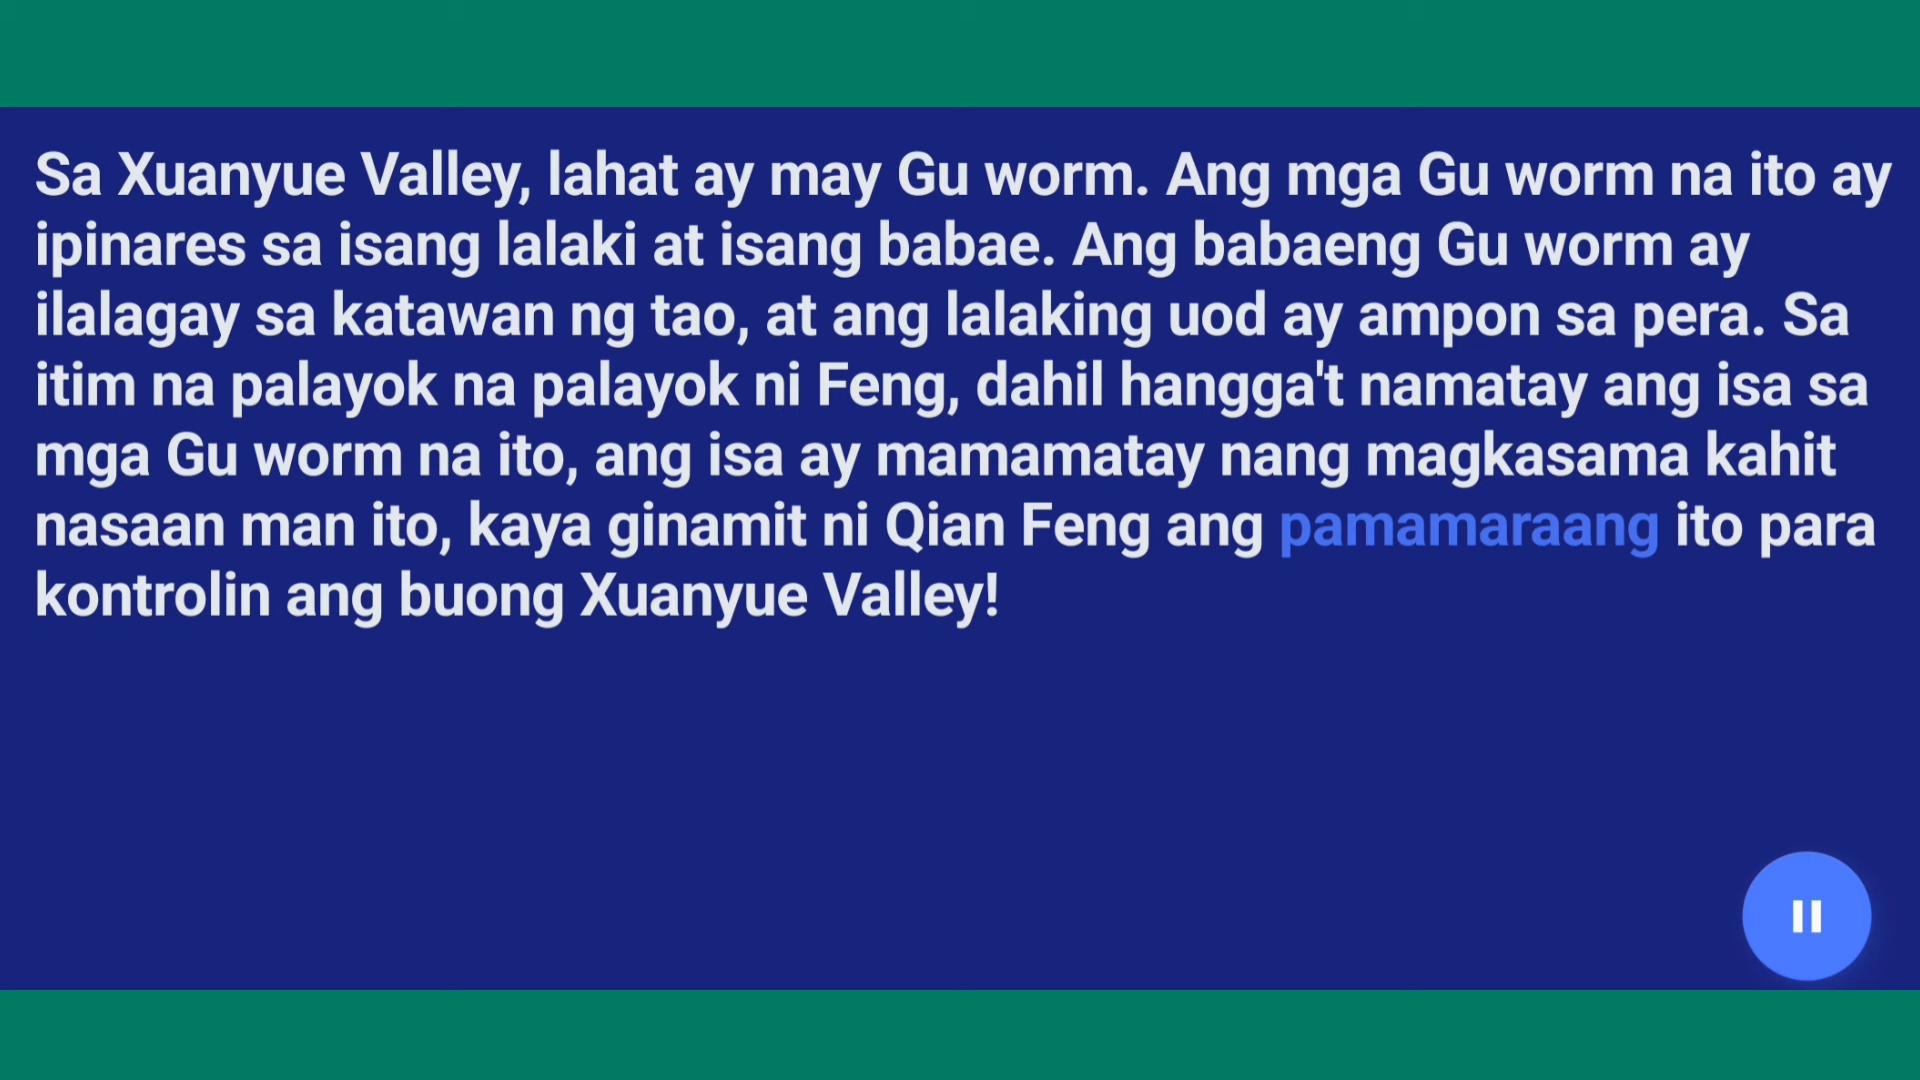 Sa Xuanyue Valley, lahat ay may Gu worm. Ang mga Gu worm na ito ay
ipinares sa isang lalaki at isang babae. Ang babaeng Gu worm ay
ilalagay sa katawan ng tao, at ang lalaking uod ay ampon sa pera. Sa
itim na palayok na palayok ni Feng, dahil hangga't namatay ang isa sa
mga Gu worm na ito, ang isa ay mamamatay nang magkasama kahit
nasaan man ito, kaya ginamit ni Qian Feng ang pamamaraang ito para
kontrolin ang buong Xuanyue Valley!